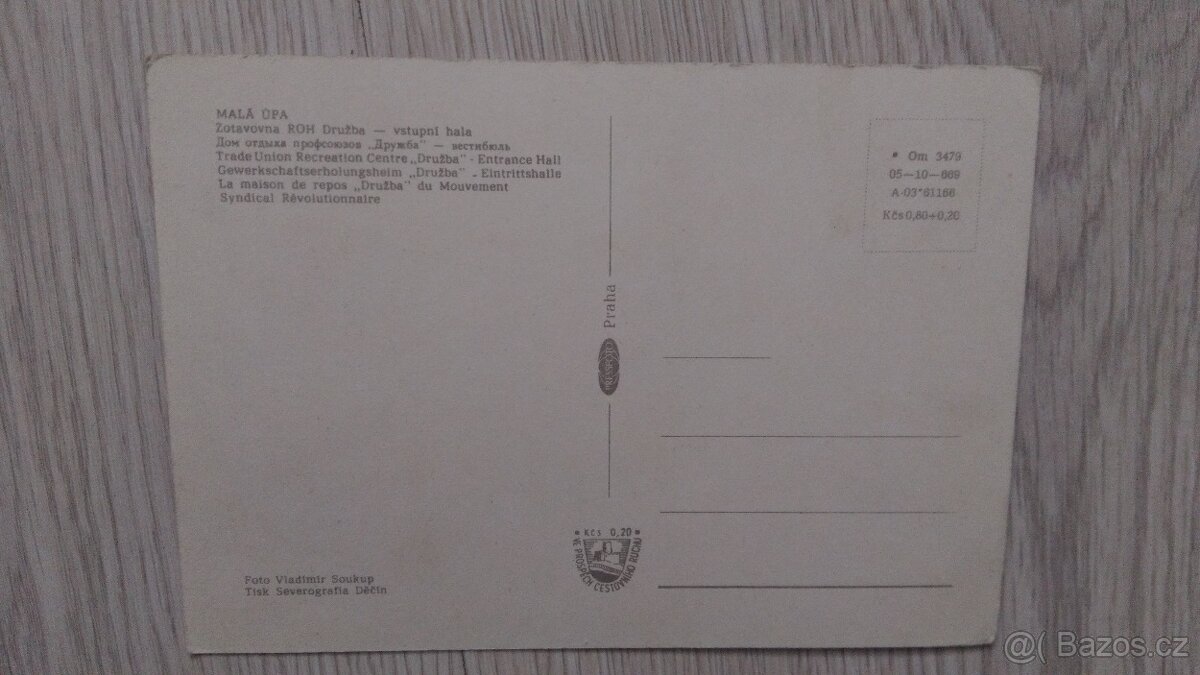 MALÁ ÚPA
Zotavovna ROH Družba — vstupní hala
Дом отдыха профсоюзов „Дружба" — вестибюль
Trade Union Recreation Centre „Družba" - Entrance Hall
Gewerkschaftserholungsheim „Družba" - Eintrittshalle
La maison de repos „Družba" du Mouvement
Syndical Révolutionnaire
• Om 3479
05—10—669
A-03*61166
Kčs 0,80+0,20
Praha
PRESSFOTO
• KČS 0,20 •
VE PROSPĚCH CESTOVNÍHO RUCHU
Foto Vladimír Soukup
Tisk Severografia Děčín
@( Bazos.cz